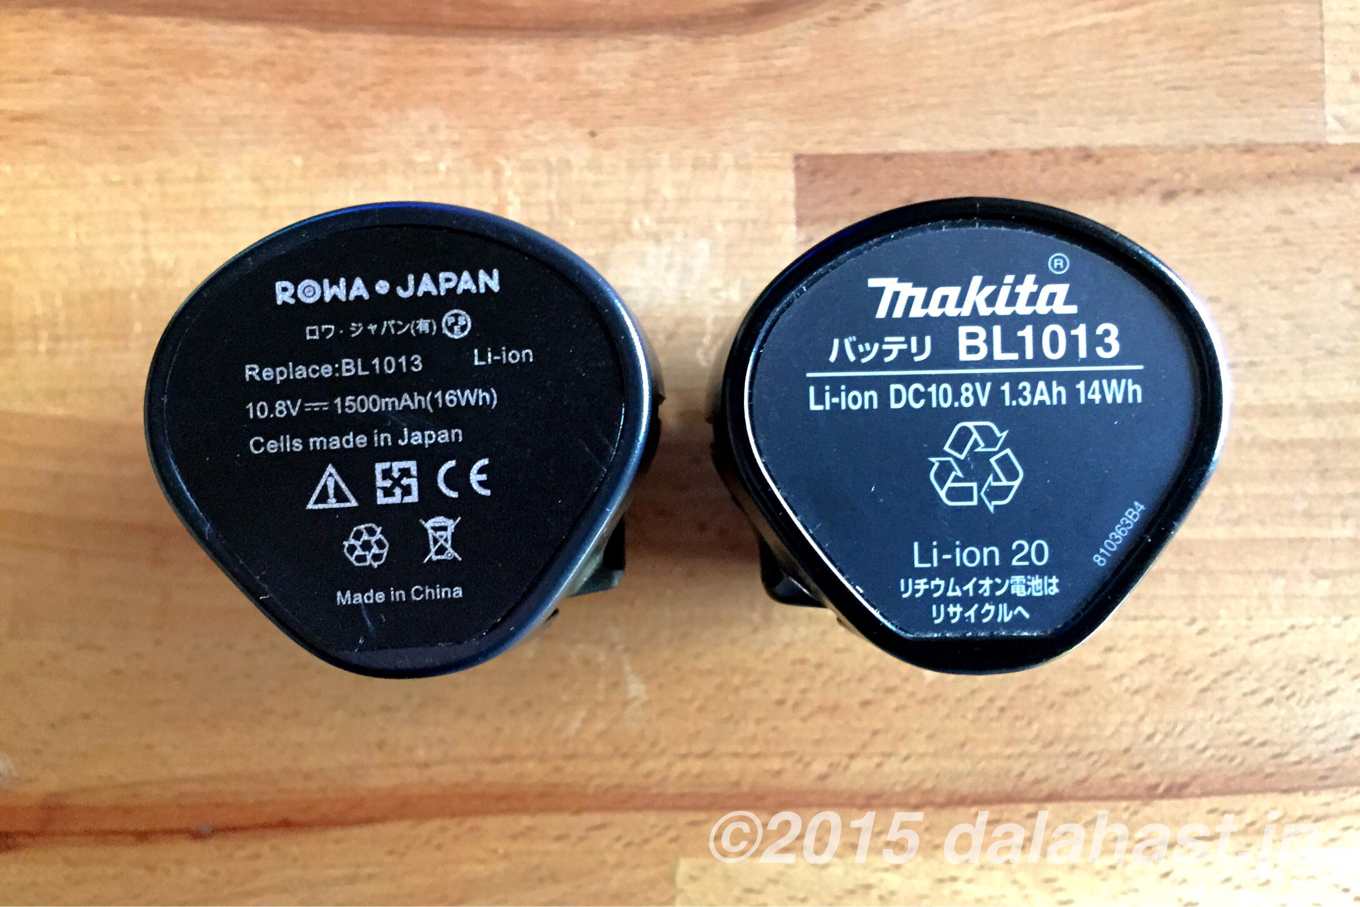 ROWA JAPAN
ロワ・ジャパン(有) PSE
Replace:BL1013 Li-ion
10.8V⎓1500mAh(16Wh)
Cells made in Japan
CE
Made in China
makita®
バッテリ BL1013
Li-ion DC10.8V 1.3Ah 14Wh
Li-ion 20
リチウムイオン電池は
リサイクルへ
810363B4
©2015 dalahast.jp